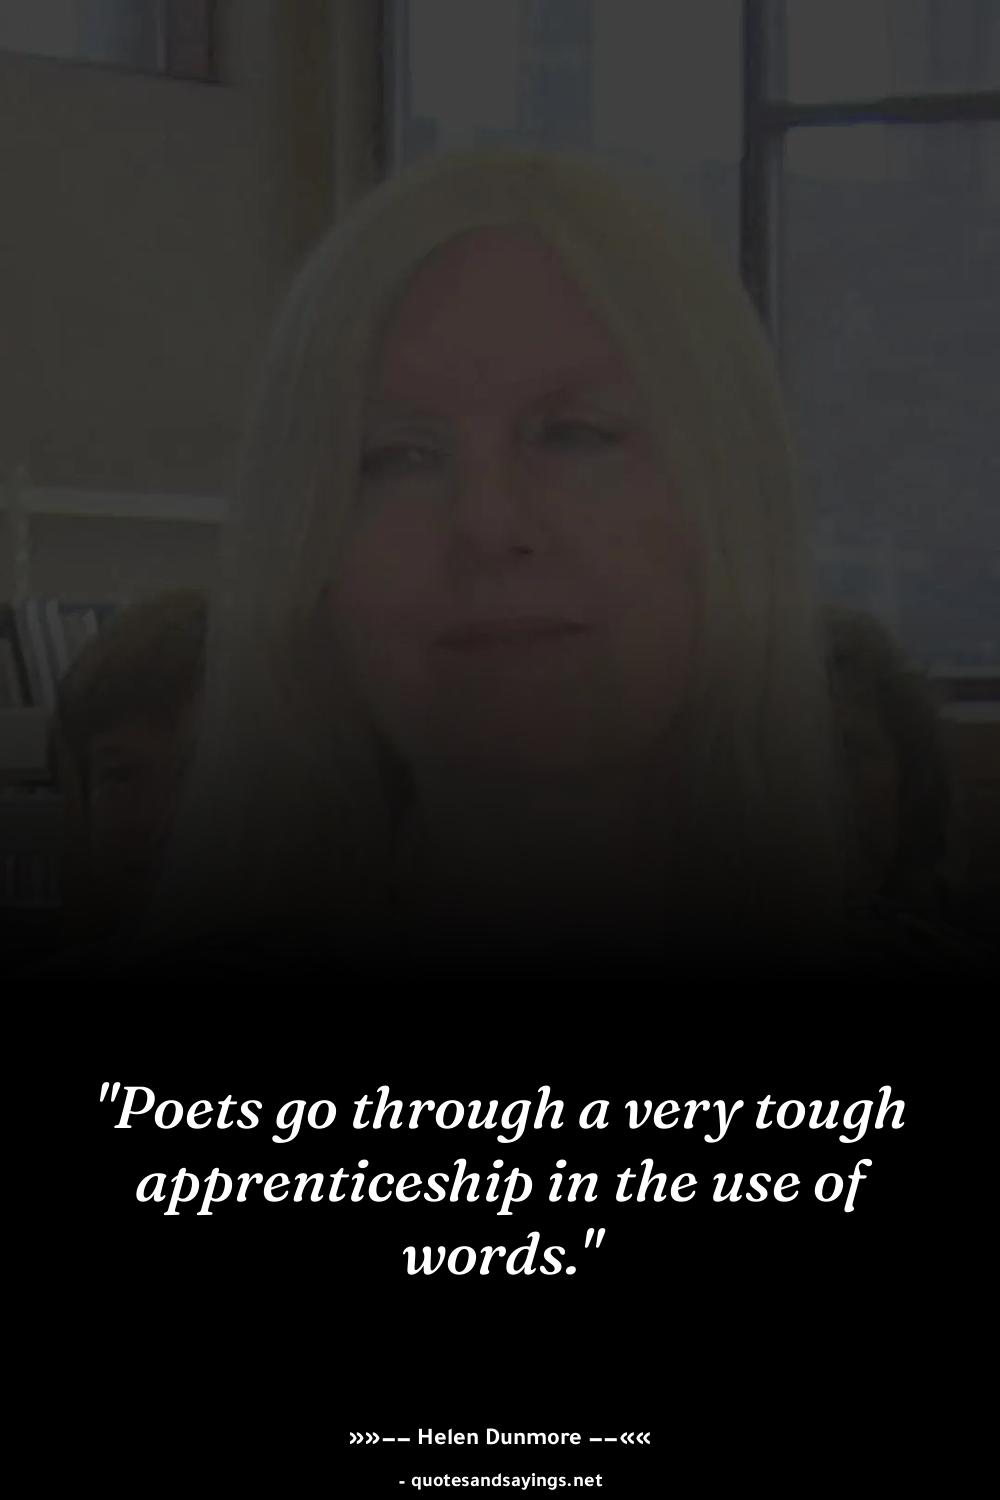 "Poets go through a very tough
apprenticeship in the use of
words."
»»−− Helen Dunmore −−««
- quotesandsayings.net